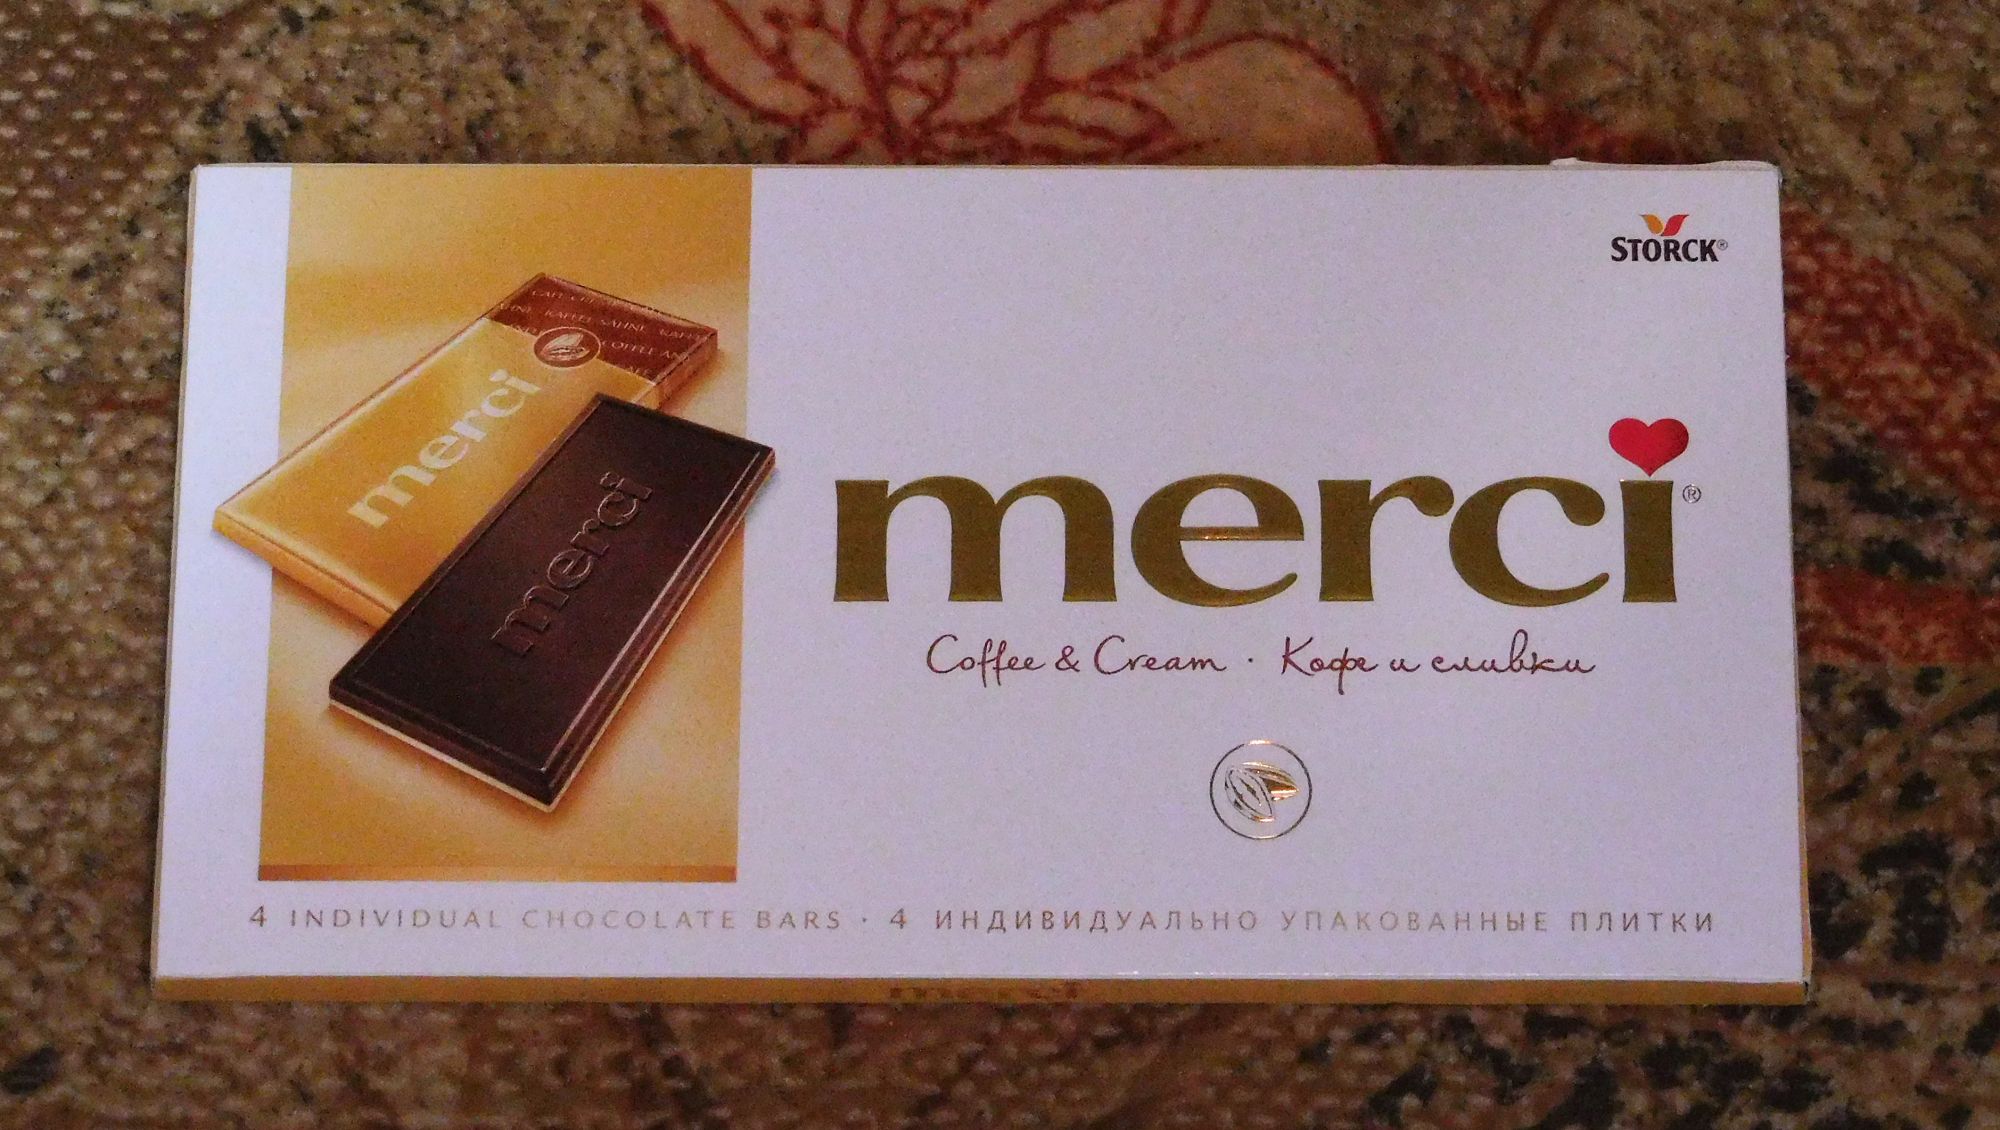 STORCK®
merci
merci
merci®
Coffee & Cream · Кофе и сливки
4 INDIVIDUAL CHOCOLATE BARS · 4 ИНДИВИДУАЛЬНО УПАКОВАННЫЕ ПЛИТКИ